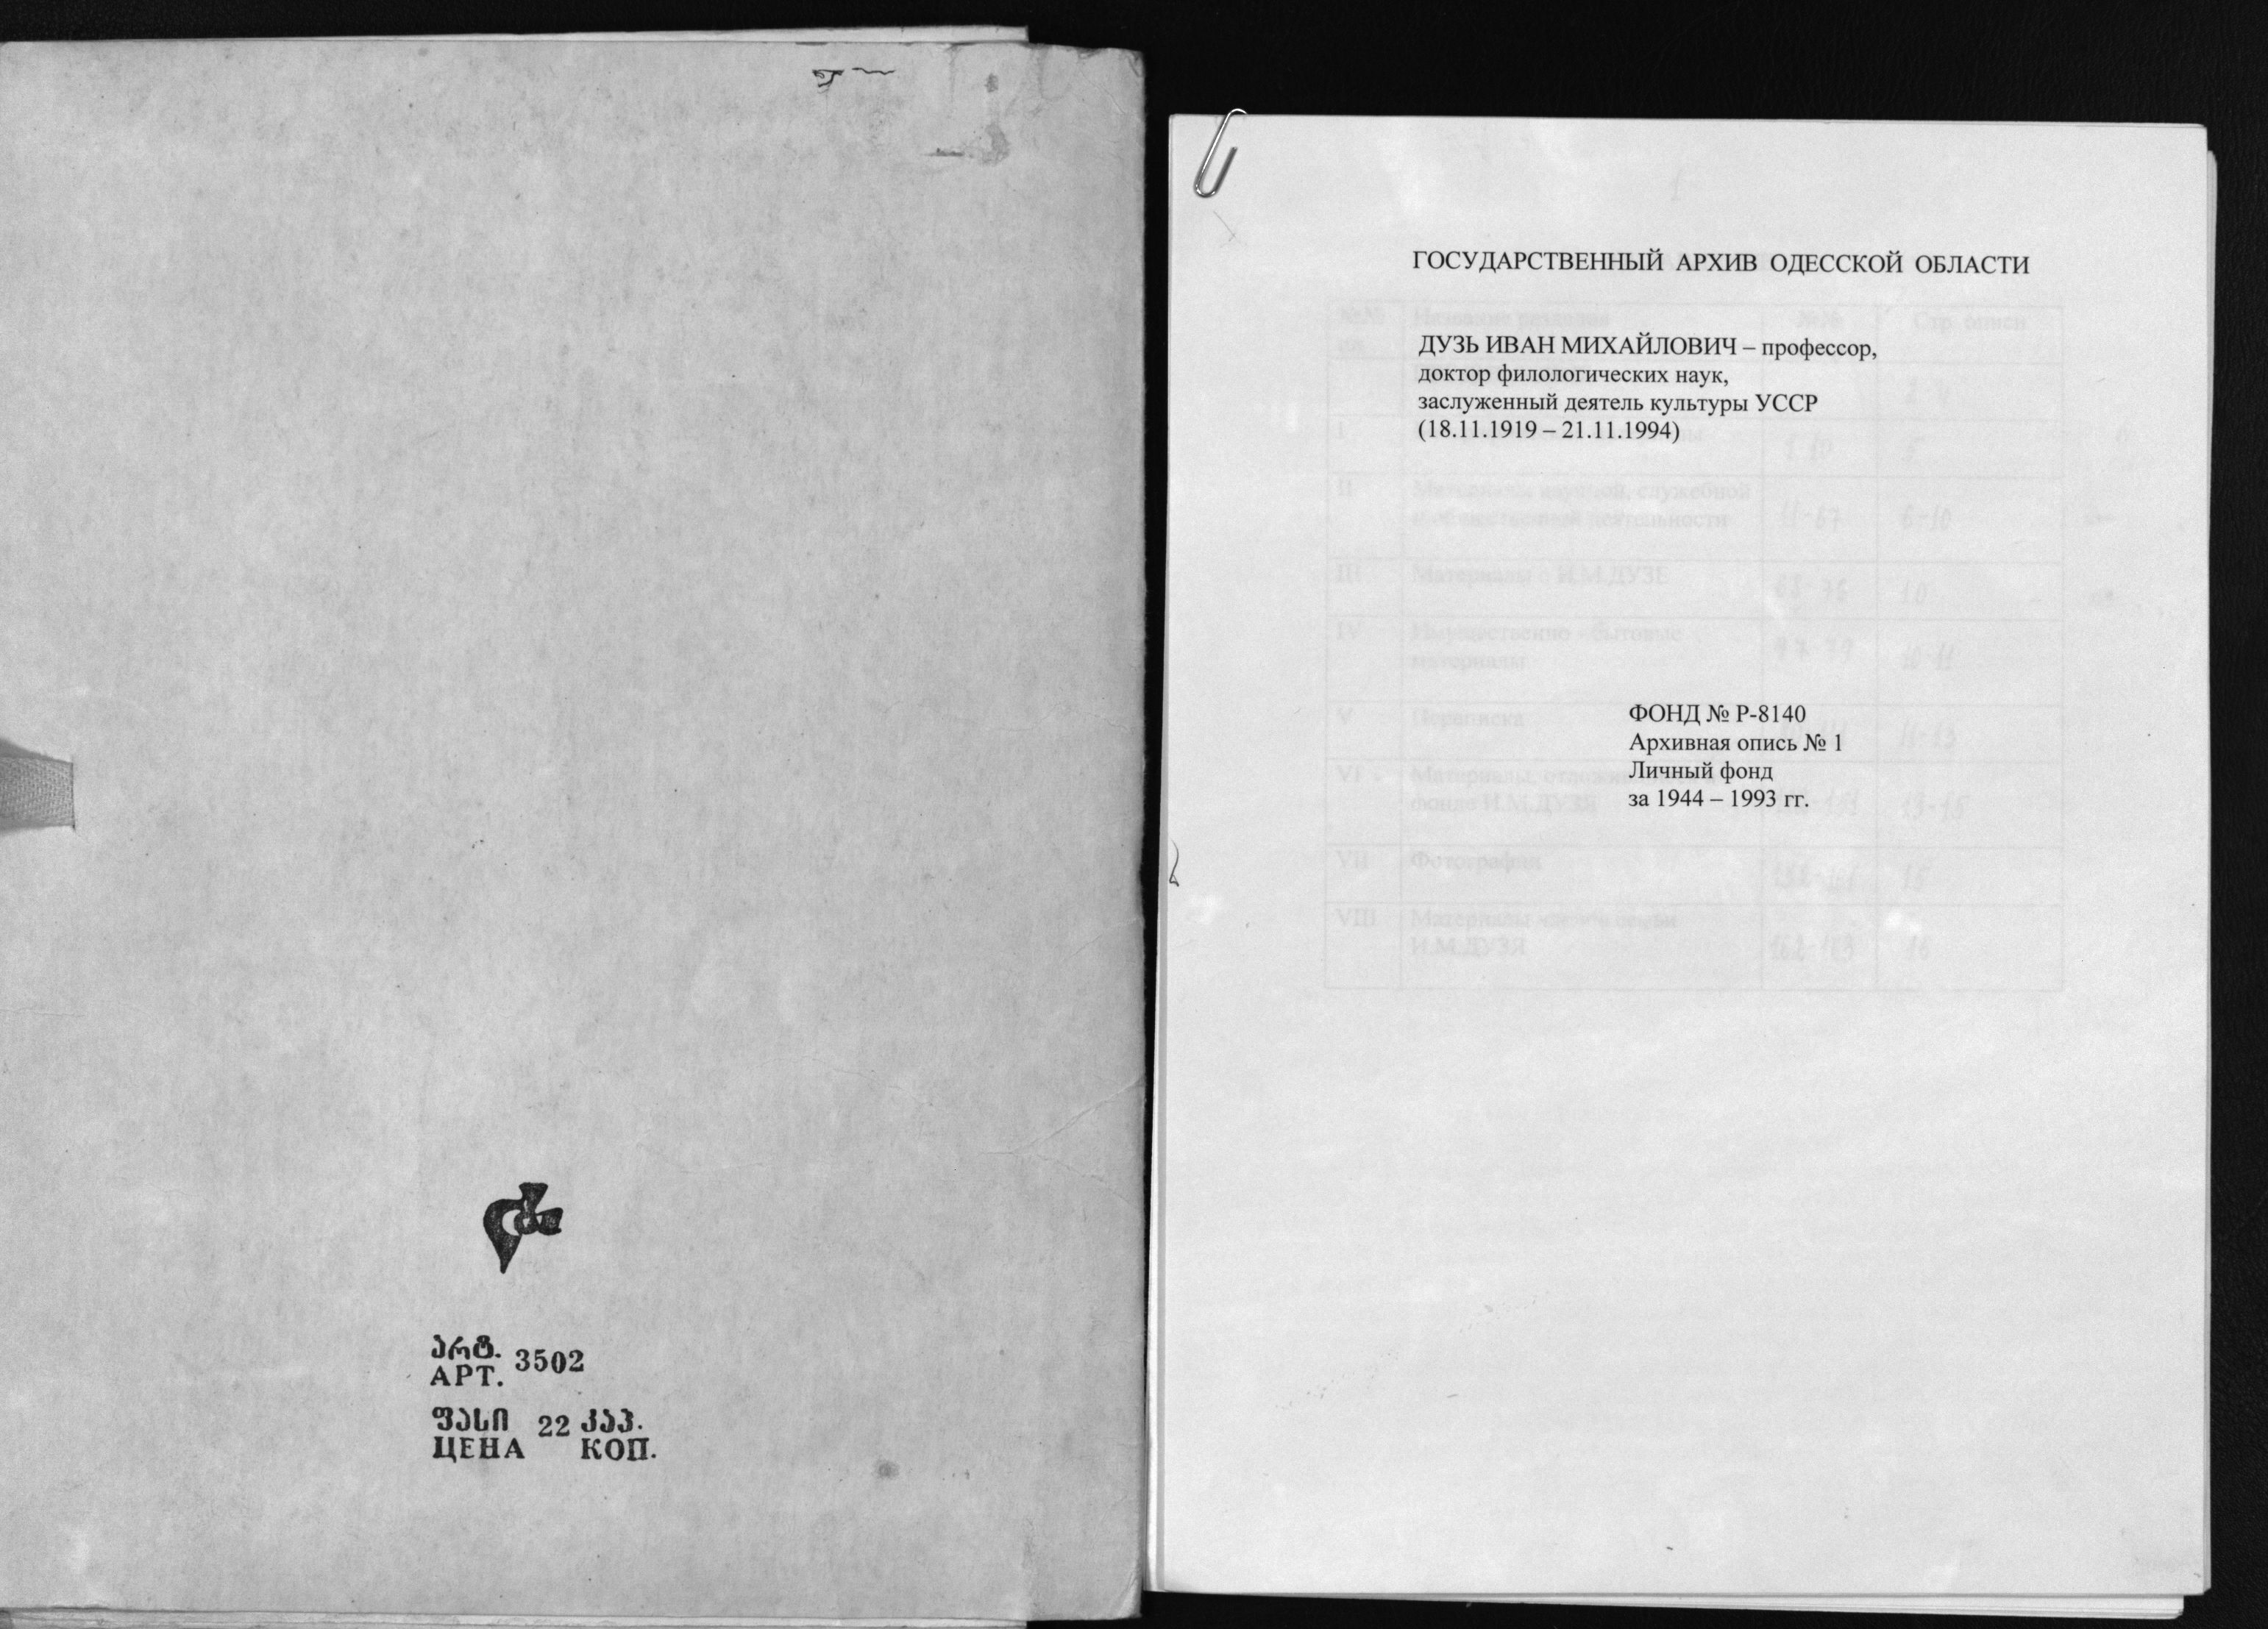 არტ. 3502
АРТ.
ფასი 22 კაპ.
ЦЕНА КОП.
ГОСУДАРСТВЕННЫЙ АРХИВ ОДЕССКОЙ ОБЛАСТИ
ДУЗЬ ИВАН МИХАЙЛОВИЧ – профессор,
доктор филологических наук,
заслуженный деятель культуры УССР
(18.11.1919 – 21.11.1994)
ФОНД № Р-8140
Архивная опись № 1
Личный фонд
за 1944 – 1993 гг.